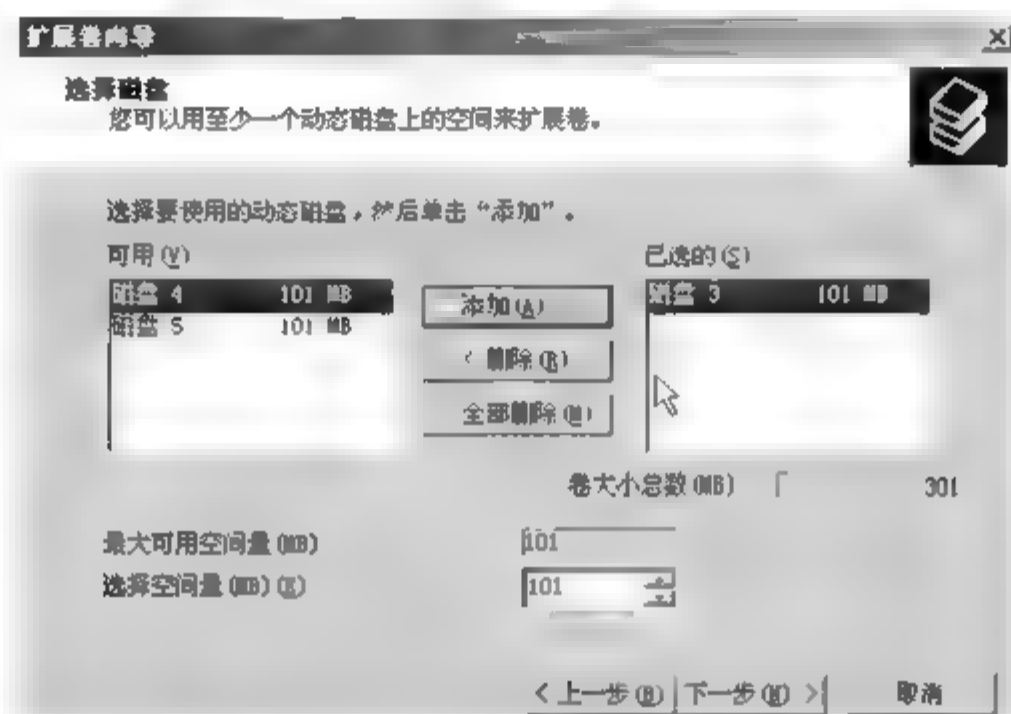 扩展卷向导
选择磁盘
您可以用至少一个动态磁盘上的空间来扩展卷。
选择要使用的动态磁盘，然后单击“添加”。
可用(V)
已选的(S)
磁盘 4 101 MB
磁盘 5 101 MB
添加(A)
< 删除(R)
全部删除(M)
磁盘 3 101 MB
卷大小总数(MB) 301
最大可用空间量(MB) 101
选择空间量(MB)(E) 101
< 上一步(B) 下一步(N) > 取消